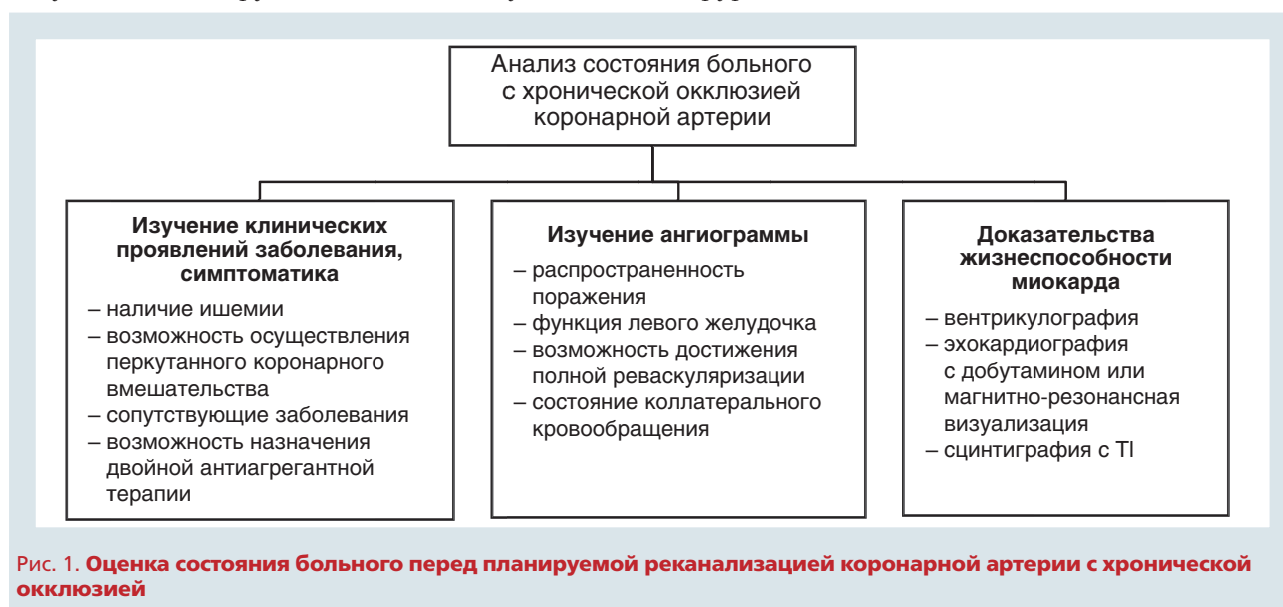 Анализ состояния больного
с хронической окклюзией
коронарной артерии
Изучение клинических
проявлений заболевания,
симптоматика
– наличие ишемии
– возможность осуществления
перкутанного коронарного
вмешательства
– сопутствующие заболевания
– возможность назначения
двойной антиагрегантной
терапии
Изучение ангиограммы
– распространенность
поражения
– функция левого желудочка
– возможность достижения
полной реваскуляризации
– состояние коллатерального
кровообращения
Доказательства
жизнеспособности
миокарда
– вентрикулография
– эхокардиография
с добутамином или
магнитно-резонансная
визуализация
– сцинтиграфия с Tl
Рис. 1. Оценка состояния больного перед планируемой реканализацией коронарной артерии с хронической
окклюзией